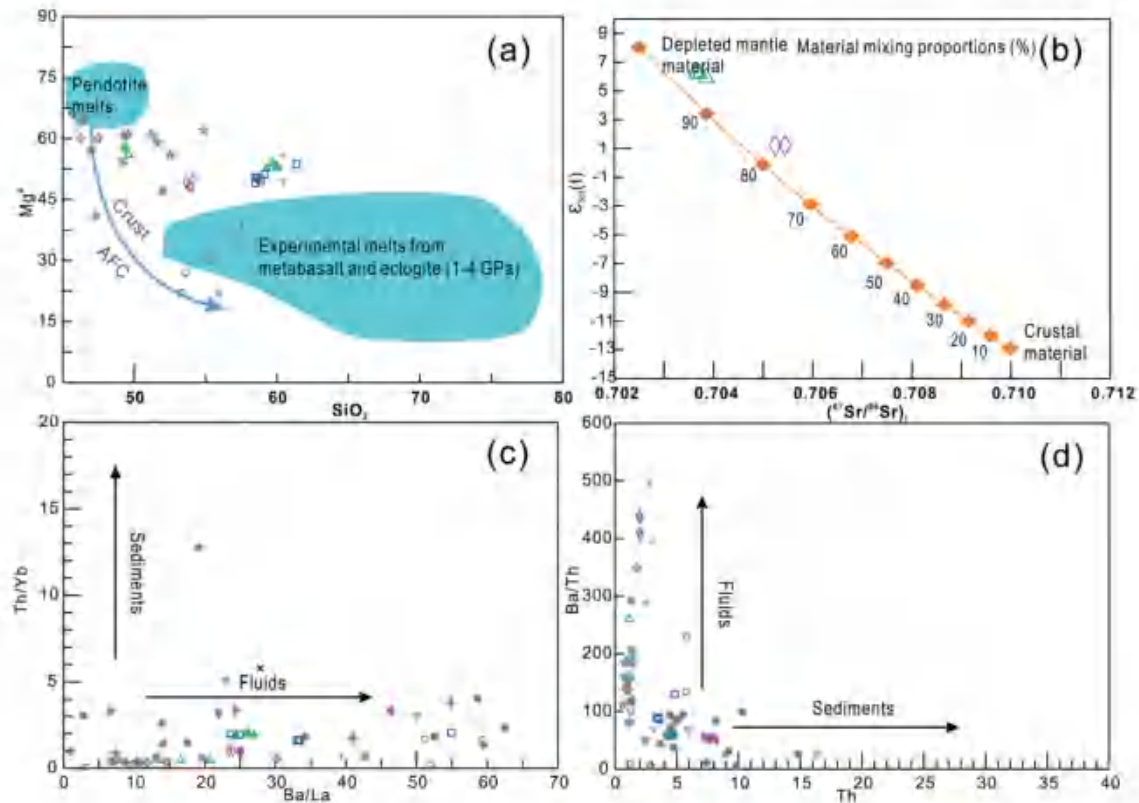 (a)
90
75
60
45
30
15
0
Mg#
Pendotite
melts
Crust
AFC
Experimental melts from
metabasalt and ectogite (1-4 GPa)
50
60
70
80
SiO₂
(b)
9
7
5
3
1
-1
-3
-5
-7
-9
-11
-13
-15
εNd(t)
Depleted mantle
material
Material mixing proportions (%)
90
80
70
60
50
40
30
20
10
Crustal
material
0.702
0.704
0.706
0.708
0.710
0.712
(⁸⁷Sr/⁸⁶Sr)i
(c)
20
15
10
5
0
Th/Yb
Sediments
Fluids
0
10
20
30
40
50
60
70
Ba/La
(d)
600
500
400
300
200
100
0
Ba/Th
Fluids
Sediments
0
5
10
15
20
25
30
35
40
Th